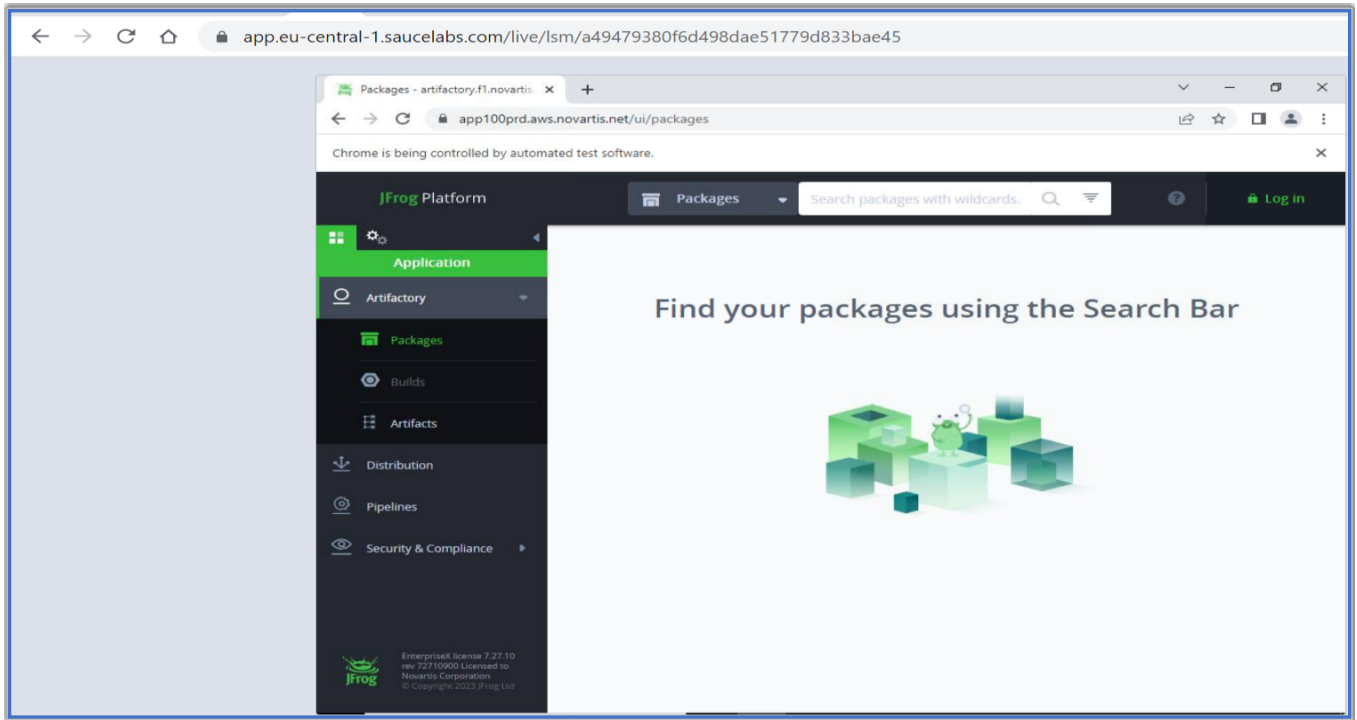 app.eu-central-1.saucelabs.com/live/lsm/a49479380f6d498dae51779d833bae45
Packages - artifactory.f1.novartis
app100prd.aws.novartis.net/ui/packages
Chrome is being controlled by automated test software.
JFrog Platform
Packages
Search packages with wildcards.
Log in
Application
Artifactory
Packages
Builds
Artifacts
Distribution
Pipelines
Security & Compliance
Find your packages using the Search Bar
JFrog
EnterpriseX license 7.27.10
rev 72710900 Licensed to
Novartis Corporation
© Copyright 2023 JFrog Ltd